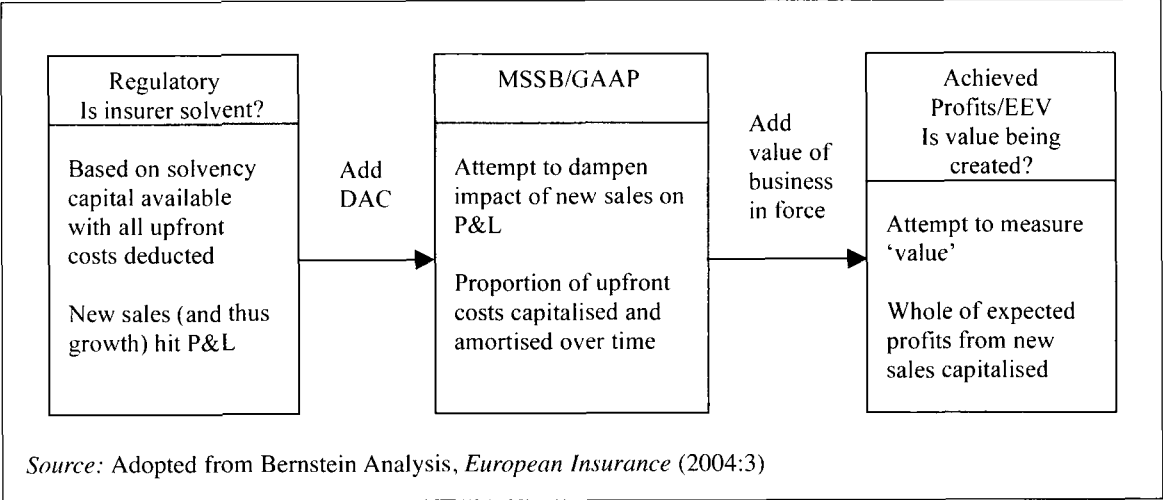 Regulatory
Is insurer solvent?
Based on solvency
capital available
with all upfront
costs deducted
New sales (and thus
growth) hit P&L
Add
DAC
MSSB/GAAP
Attempt to dampen
impact of new sales on
P&L
Proportion of upfront
costs capitalised and
amortised over time
Add
value of
business
in force
Achieved
Profits/EEV
Is value being
created?
Attempt to measure
‘value’
Whole of expected
profits from new
sales capitalised
Source: Adopted from Bernstein Analysis, European Insurance (2004:3)